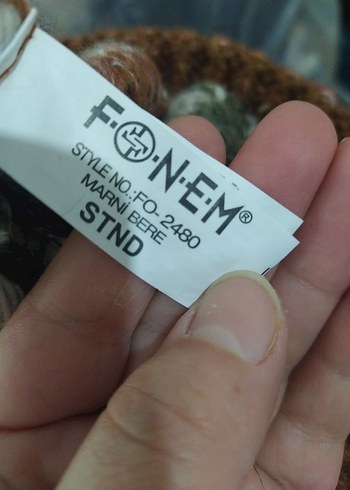 F·O·N·E·M®
STYLE NO.:FO- 2480
MARNİ BERE
STND